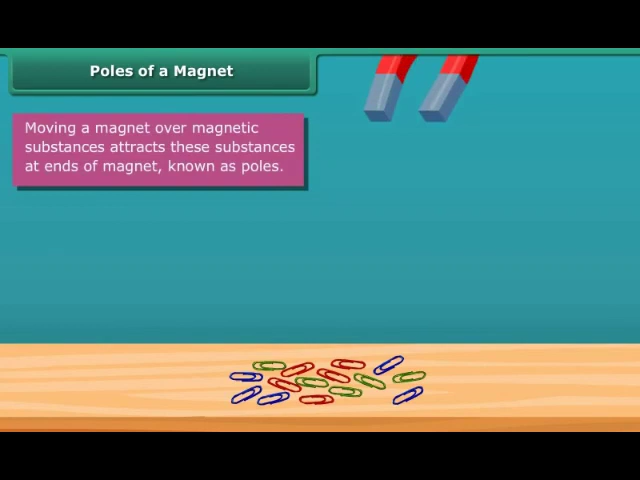 Poles of a Magnet
Moving a magnet over magnetic
substances attracts these substances
at ends of magnet, known as poles.